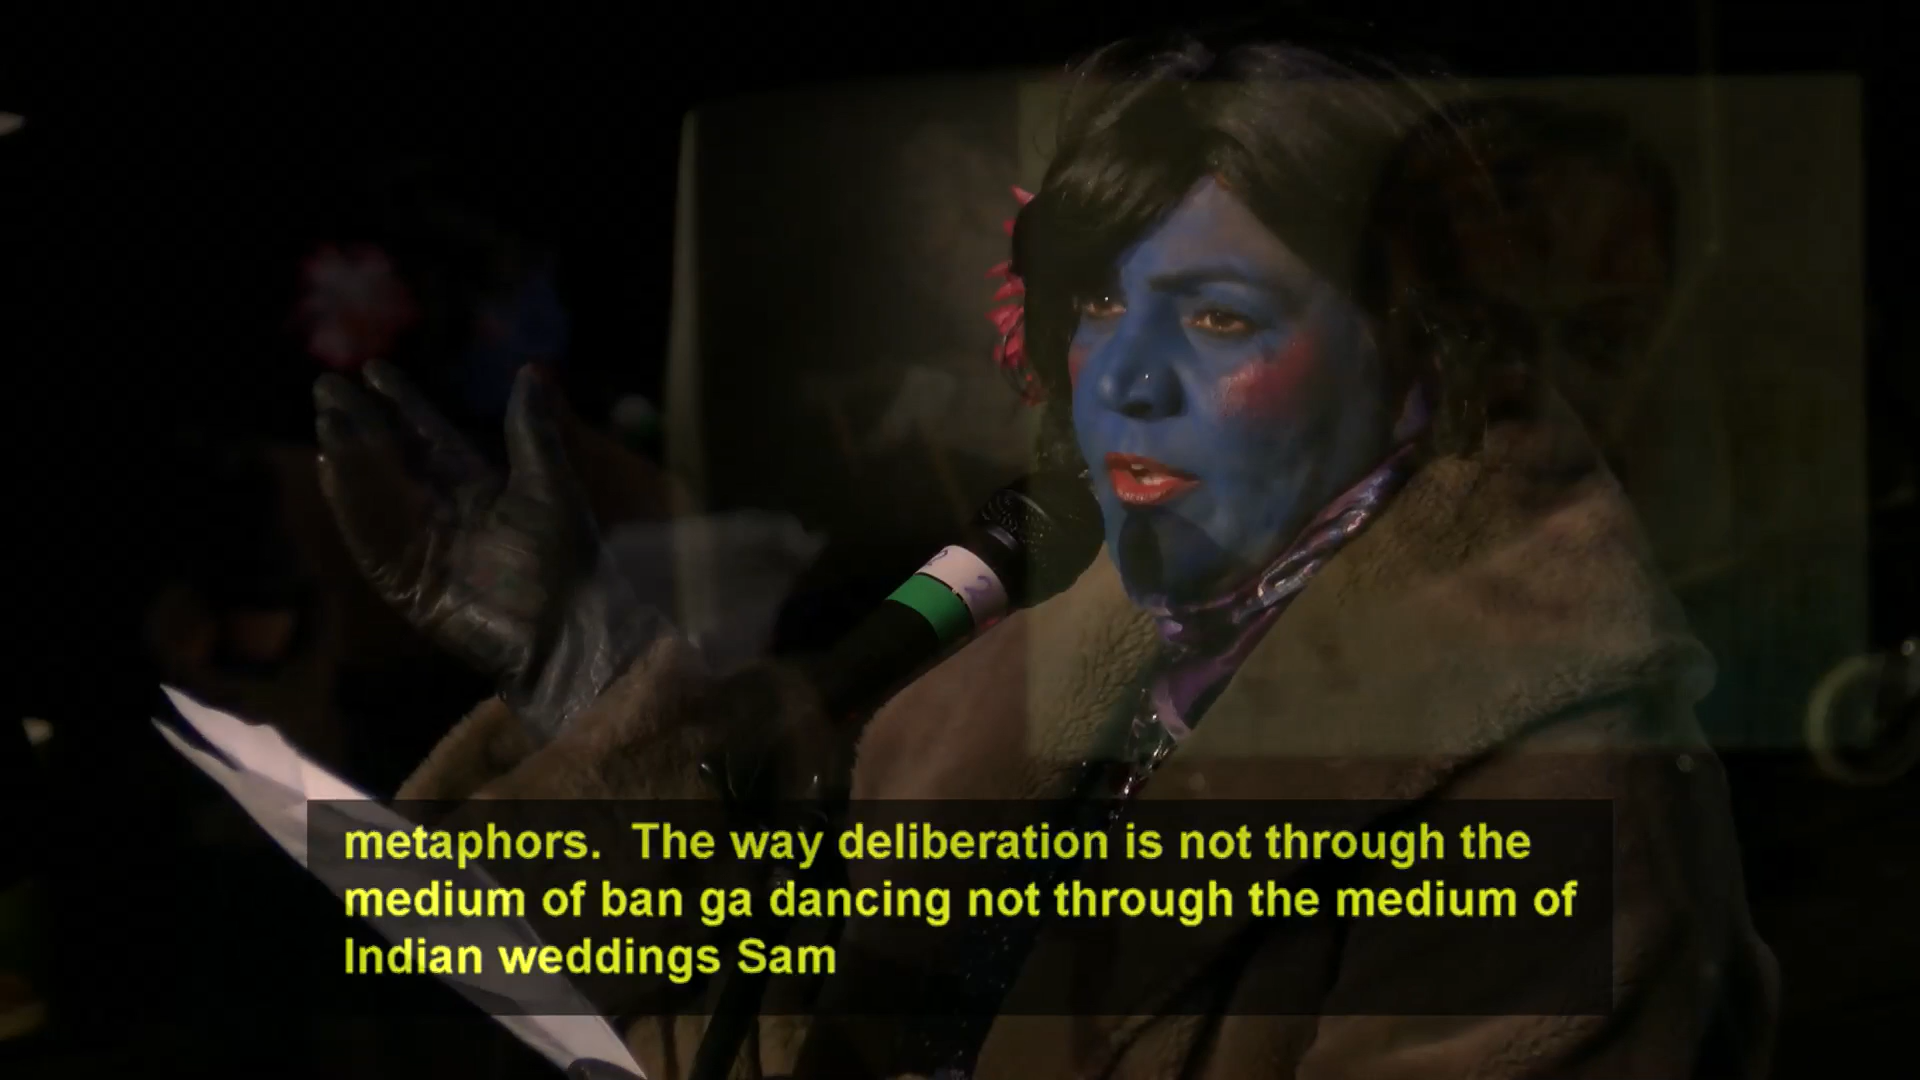 metaphors.  The way deliberation is not through the
medium of ban ga dancing not through the medium of
Indian weddings Sam